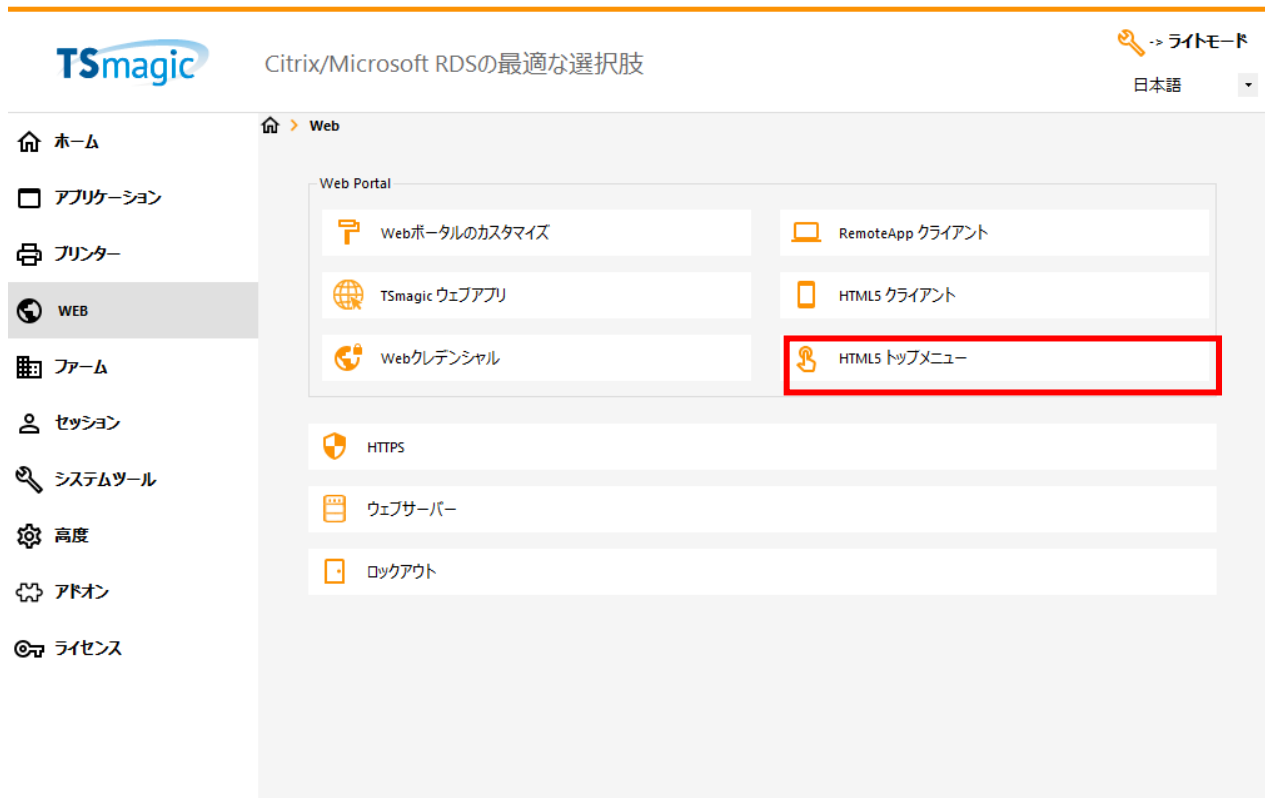 TSmagic
Citrix/Microsoft RDSの最適な選択肢
-> ライトモード
日本語
ホーム
アプリケーション
プリンター
WEB
ファーム
セッション
システムツール
高度
アドオン
ライセンス
> Web
Web Portal
Webポータルのカスタマイズ
RemoteApp クライアント
TSmagic ウェブアプリ
HTML5 クライアント
Webクレデンシャル
HTML5 トップメニュー
HTTPS
ウェブサーバー
ロックアウト